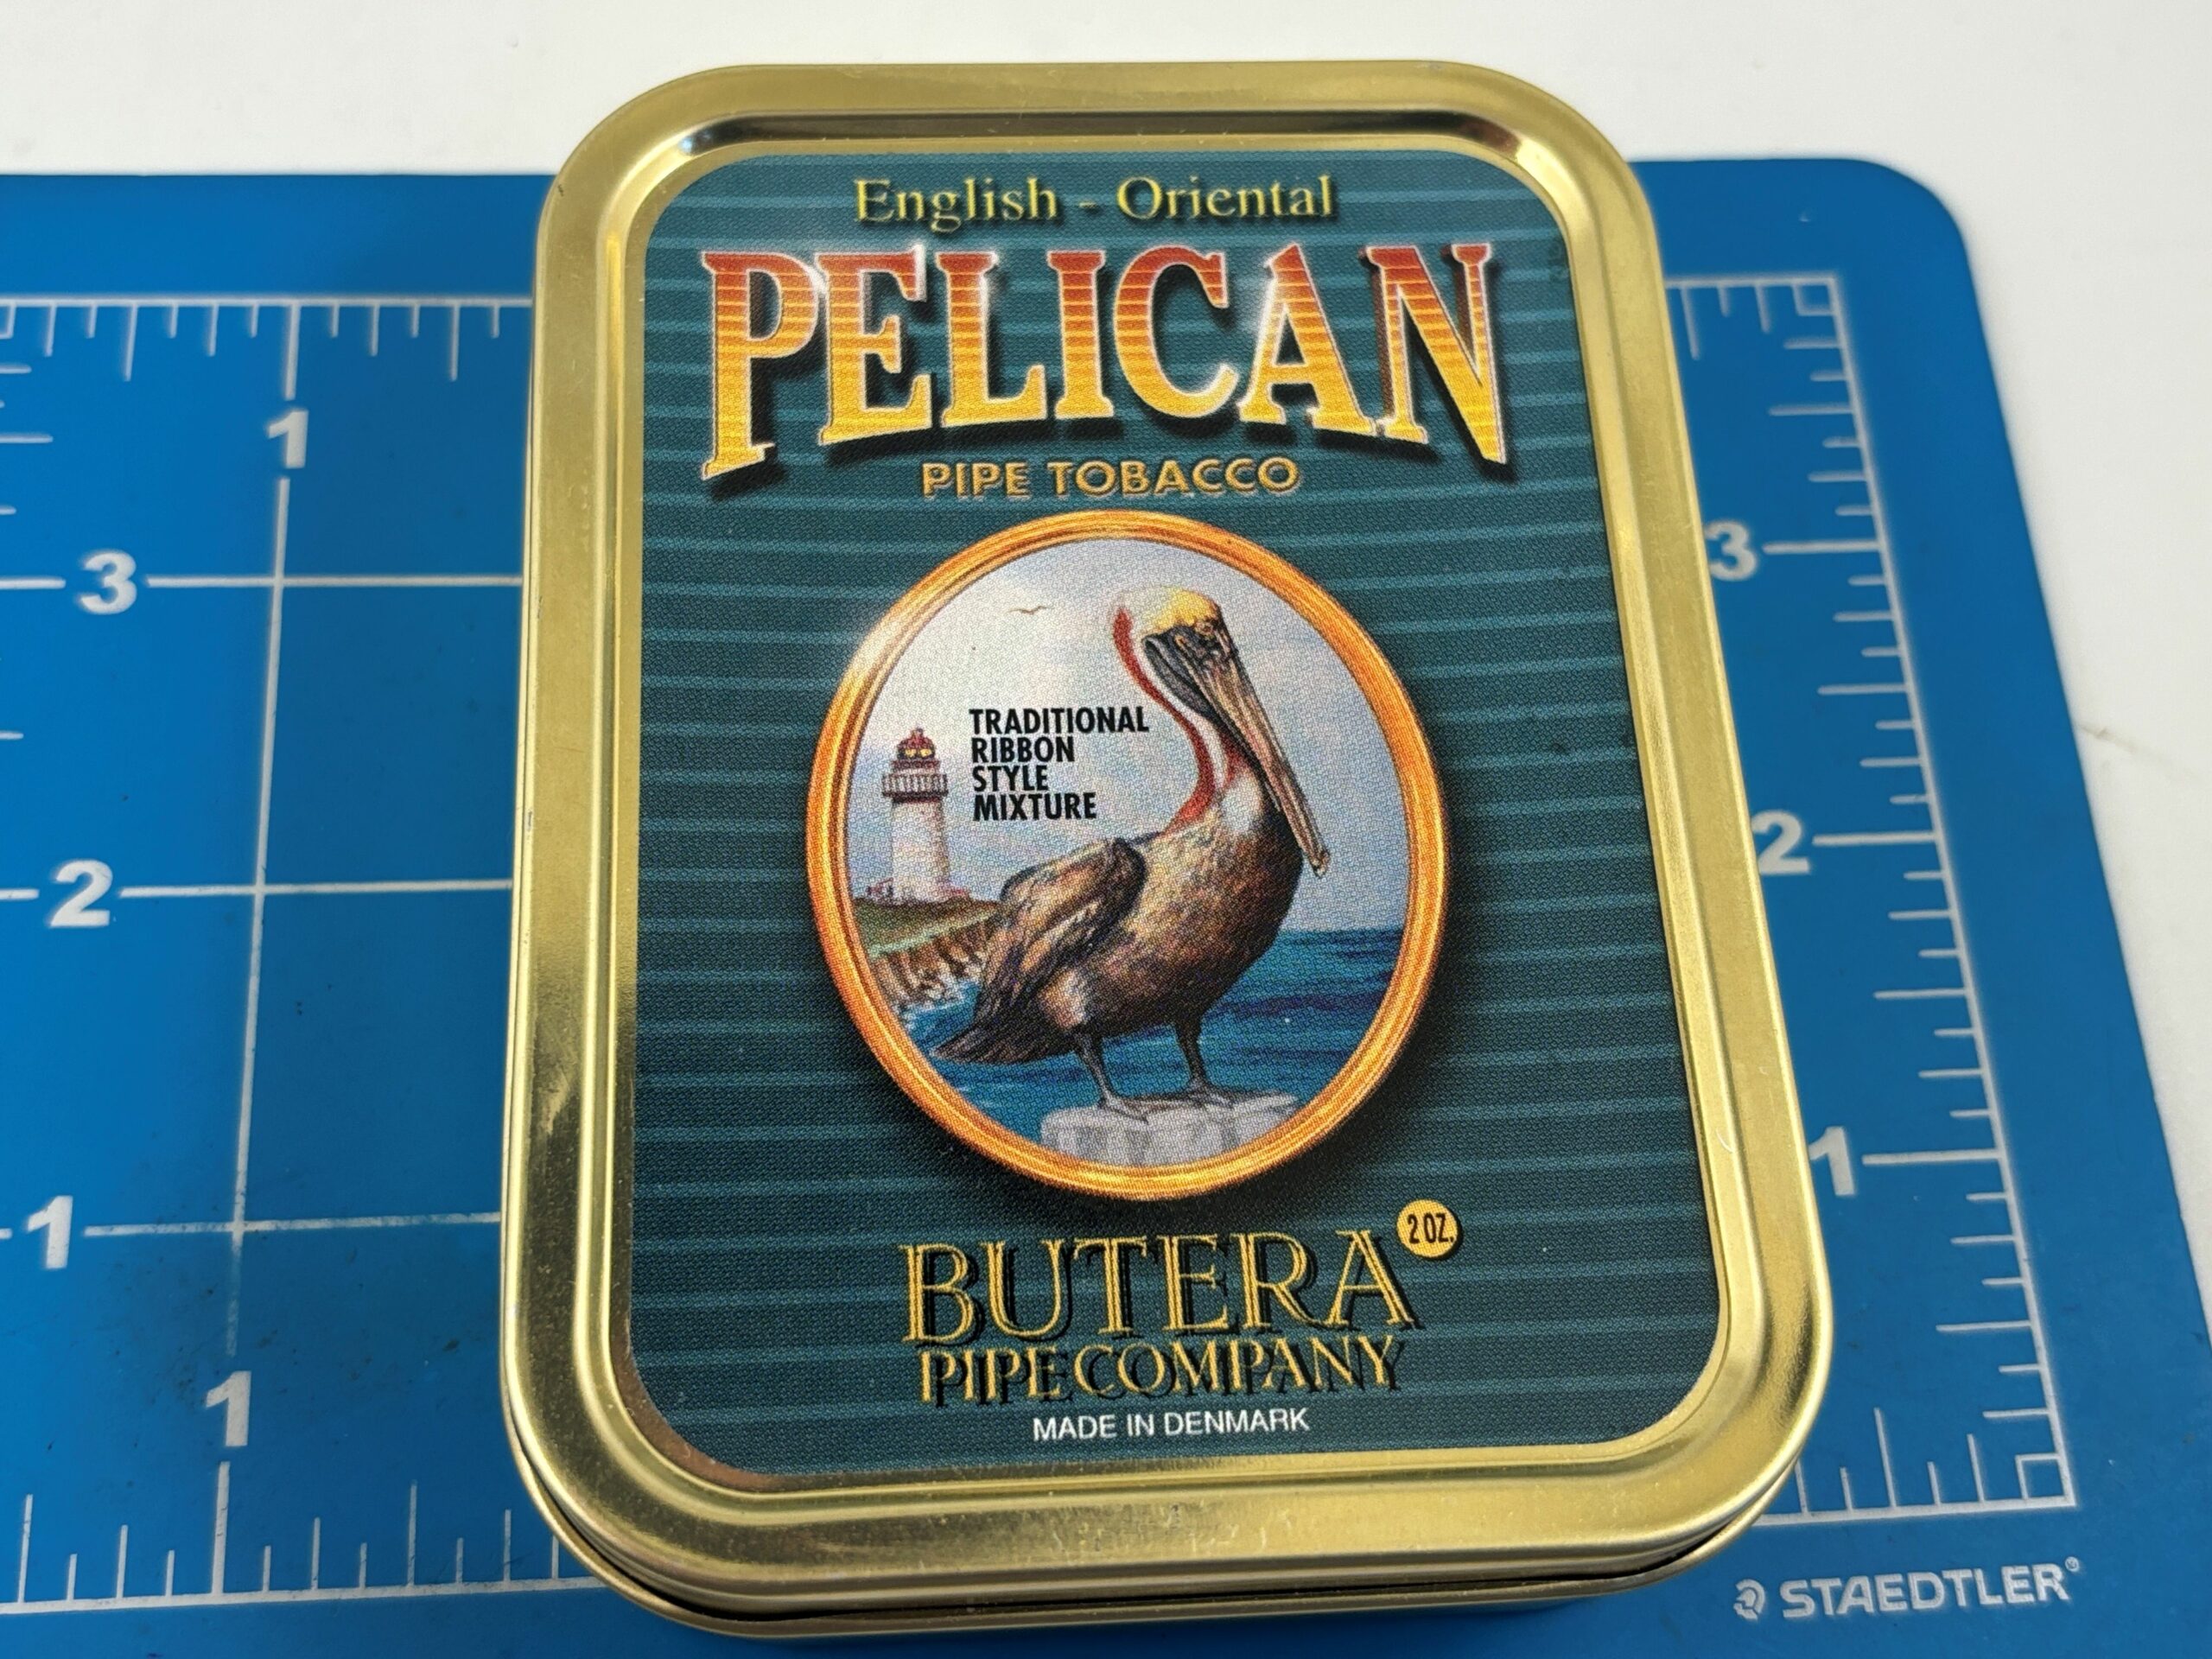 English - Oriental
PELICAN
PIPE TOBACCO
TRADITIONAL
RIBBON
STYLE
MIXTURE
2 OZ.
BUTERA
PIPE COMPANY
MADE IN DENMARK
1
3
2
1
1
3
2
1
STAEDTLER®